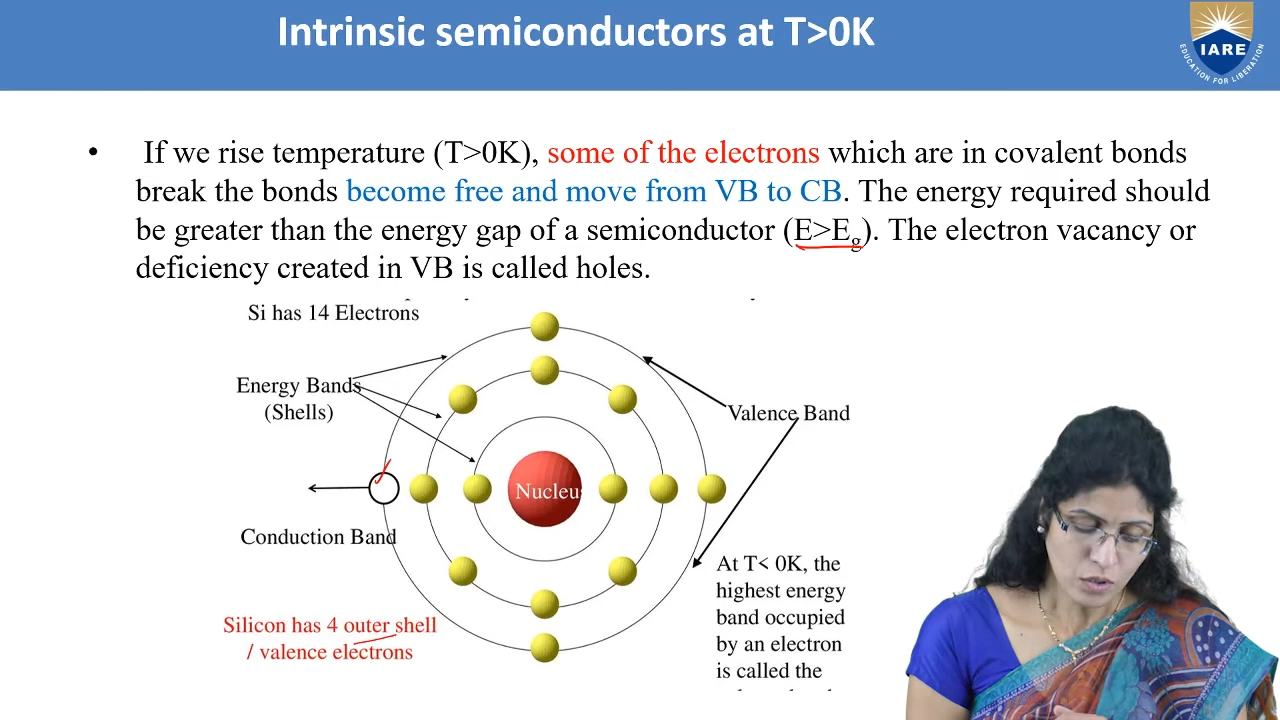 Intrinsic semiconductors at T>0K
IARE
EDUCATION FOR LIBERATION
• If we rise temperature (T>0K), some of the electrons which are in covalent bonds
break the bonds become free and move from VB to CB. The energy required should
be greater than the energy gap of a semiconductor (E>Eg). The electron vacancy or
deficiency created in VB is called holes.
Si has 14 Electrons
Energy Bands
(Shells)
Valence Band
Nucleus
Conduction Band
At T< 0K, the
highest energy
band occupied
by an electron
is called the
Silicon has 4 outer shell
/ valence electrons